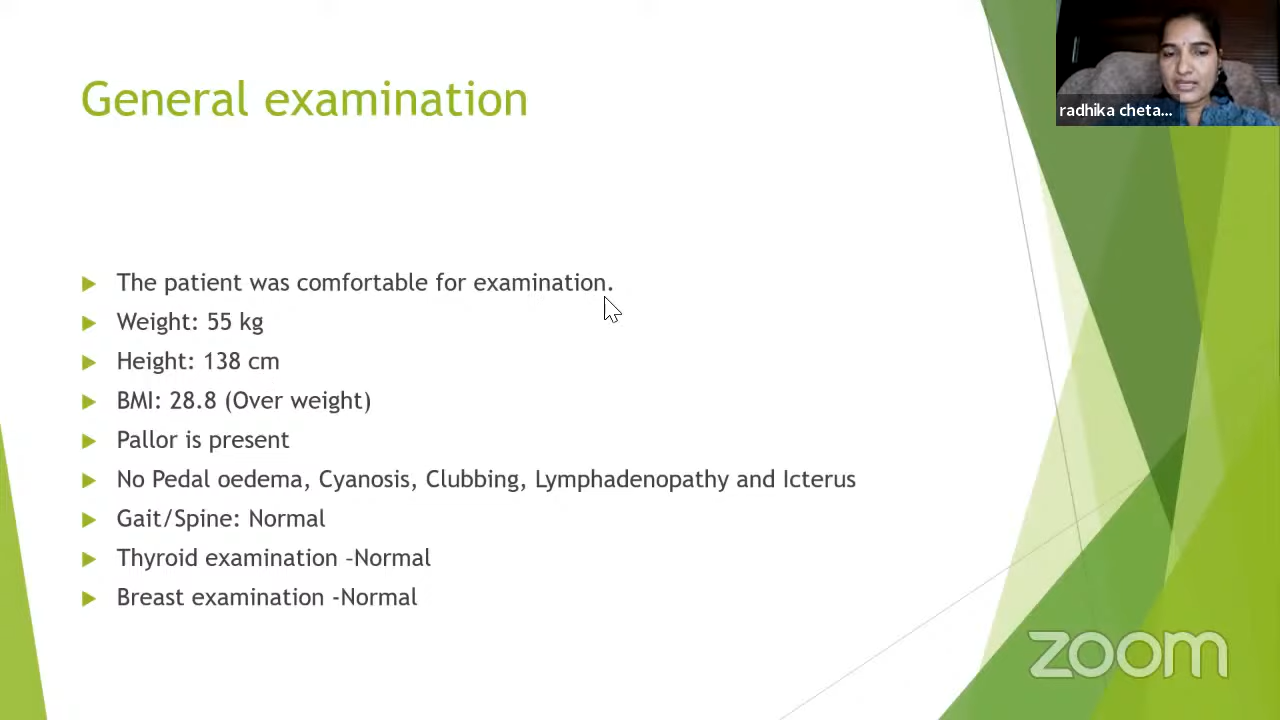 General examination
radhika cheta...
The patient was comfortable for examination.
Weight: 55 kg
Height: 138 cm
BMI: 28.8 (Over weight)
Pallor is present
No Pedal oedema, Cyanosis, Clubbing, Lymphadenopathy and Icterus
Gait/Spine: Normal
Thyroid examination –Normal
Breast examination -Normal
zoom